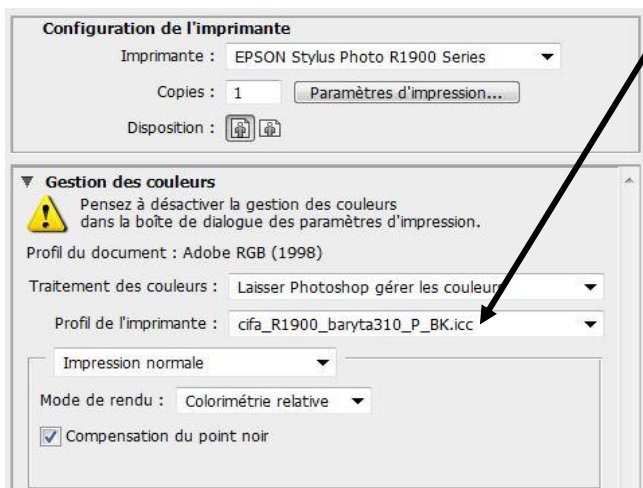 Configuration de l'imprimante
Imprimante : EPSON Stylus Photo R1900 Series
Copies : 1 Paramètres d'impression...
Disposition :
Gestion des couleurs
Pensez à désactiver la gestion des couleurs
dans la boîte de dialogue des paramètres d'impression.
Profil du document : Adobe RGB (1998)
Traitement des couleurs : Laisser Photoshop gérer les couleurs
Profil de l'imprimante : cifa_R1900_baryta310_P_BK.icc
Impression normale
Mode de rendu : Colorimétrie relative
Compensation du point noir